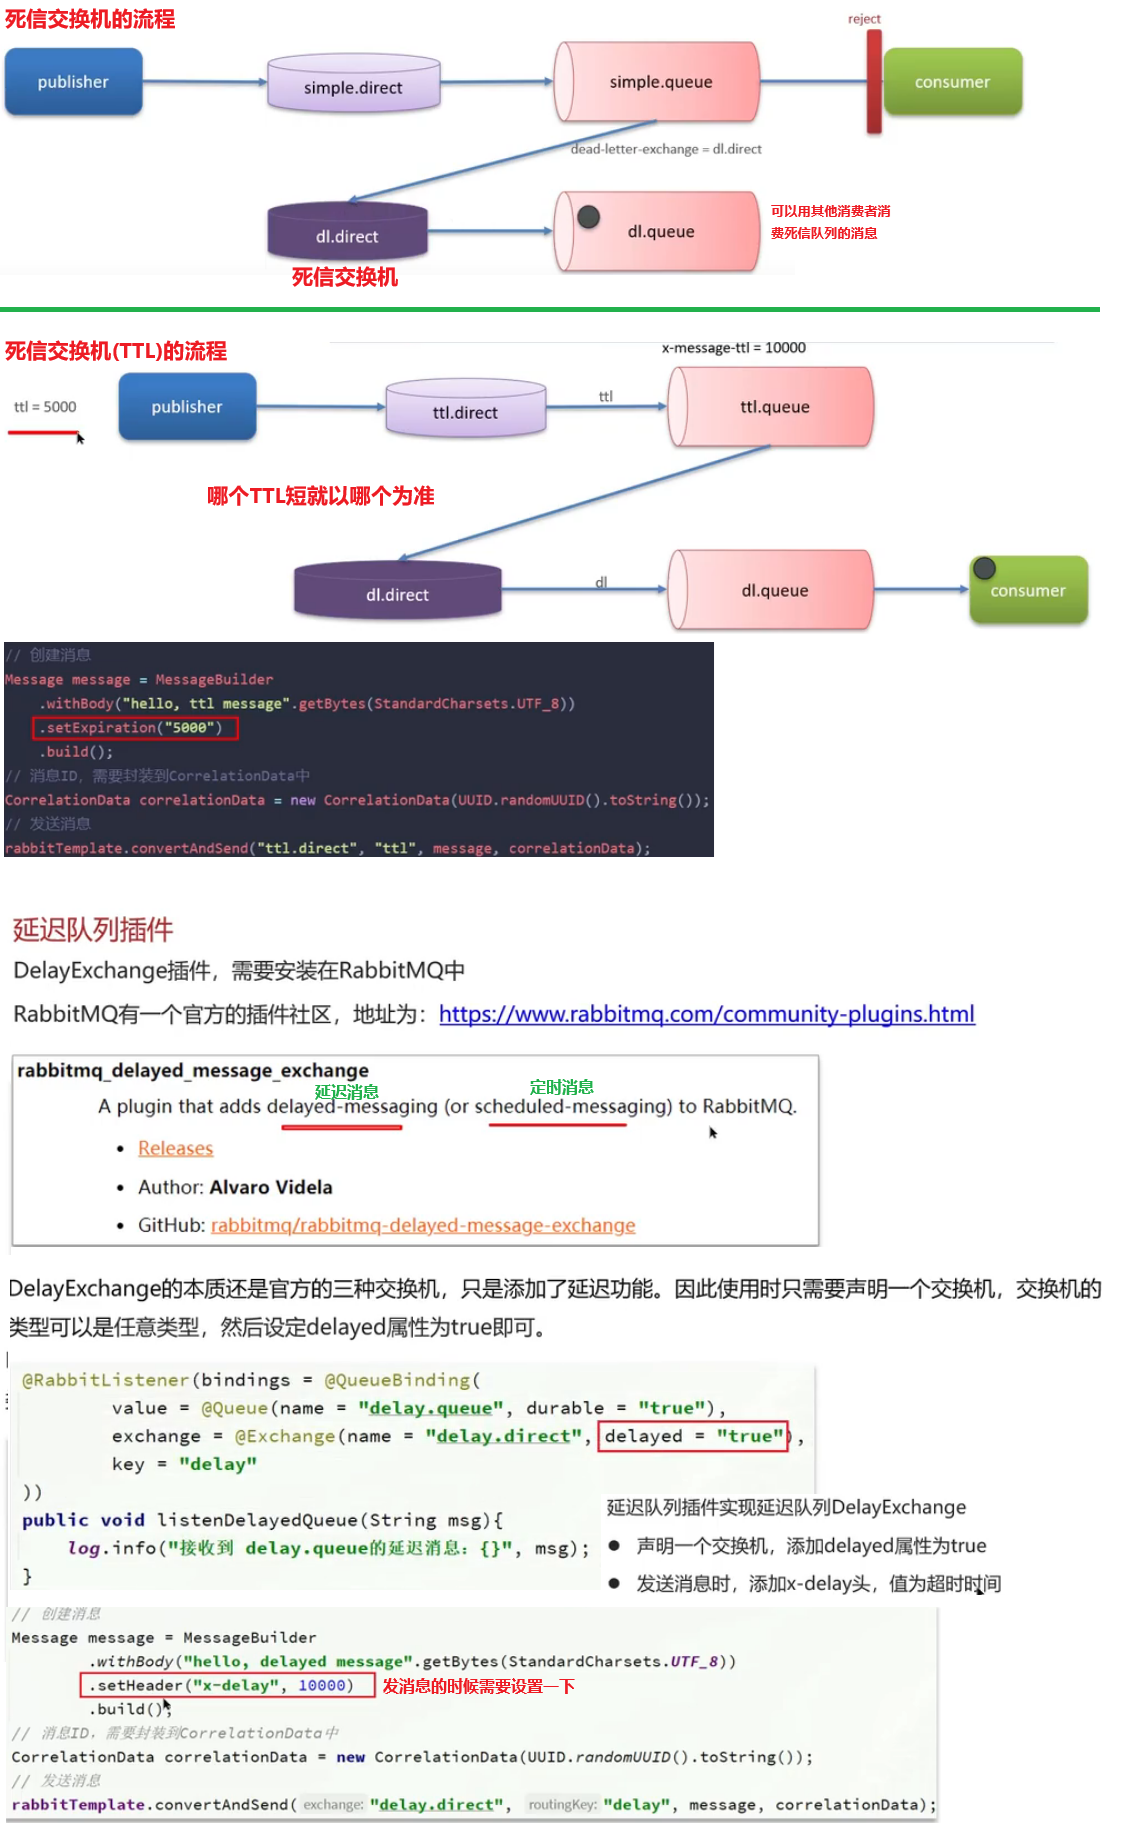 死信交换机的流程
reject
publisher
simple.direct
simple.queue
consumer
dead-letter-exchange = dl.direct
dl.direct
dl.queue
可以用其他消费者消
费死信队列的消息
死信交换机
死信交换机(TTL)的流程
x-message-ttl = 10000
ttl = 5000
publisher
ttl.direct
ttl
ttl.queue
哪个TTL短就以哪个为准
dl.direct
dl
dl.queue
consumer
// 创建消息
Message message = MessageBuilder
.withBody("hello, ttl message".getBytes(StandardCharsets.UTF_8))
.setExpiration("5000")
.build();
// 消息ID，需要封装到CorrelationData中
CorrelationData correlationData = new CorrelationData(UUID.randomUUID().toString());
// 发送消息
rabbitTemplate.convertAndSend("ttl.direct", "ttl", message, correlationData);
延迟队列插件
DelayExchange插件，需要安装在RabbitMQ中
RabbitMQ有一个官方的插件社区，地址为：https://www.rabbitmq.com/community-plugins.html
rabbitmq_delayed_message_exchange
延迟消息
定时消息
A plugin that adds delayed-messaging (or scheduled-messaging) to RabbitMQ.
• Releases
• Author: Alvaro Videla
• GitHub: rabbitmq/rabbitmq-delayed-message-exchange
DelayExchange的本质还是官方的三种交换机，只是添加了延迟功能。因此使用时只需要声明一个交换机，交换机的
类型可以是任意类型，然后设定delayed属性为true即可。
@RabbitListener(bindings = @QueueBinding(
value = @Queue(name = "delay.queue", durable = "true"),
exchange = @Exchange(name = "delay.direct", delayed = "true"),
key = "delay"
))
public void listenDelayedQueue(String msg){
log.info("接收到 delay.queue的延迟消息：{}", msg);
}
延迟队列插件实现延迟队列DelayExchange
● 声明一个交换机，添加delayed属性为true
● 发送消息时，添加x-delay头，值为超时时间
// 创建消息
Message message = MessageBuilder
.withBody("hello, delayed message".getBytes(StandardCharsets.UTF_8))
.setHeader("x-delay", 10000)
发消息的时候需要设置一下
.build();
// 消息ID，需要封装到CorrelationData中
CorrelationData correlationData = new CorrelationData(UUID.randomUUID().toString());
// 发送消息
rabbitTemplate.convertAndSend( exchange: "delay.direct", routingKey: "delay", message, correlationData);